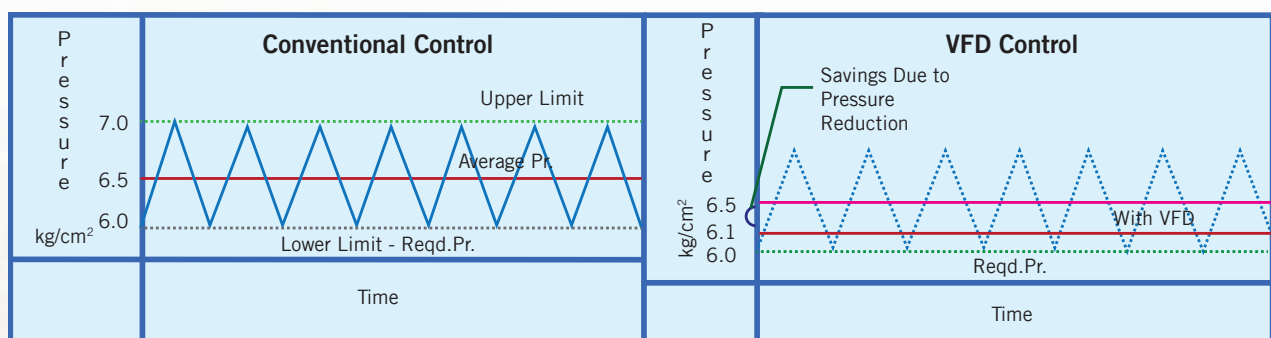 Conventional Control
Pressure
Upper Limit
7.0
Average Pr.
6.5
6.0
kg/cm²
Lower Limit - Reqd.Pr.
Time
VFD Control
Pressure
Savings Due to
Pressure
Reduction
6.5
With VFD
6.1
6.0
kg/cm²
Reqd.Pr.
Time